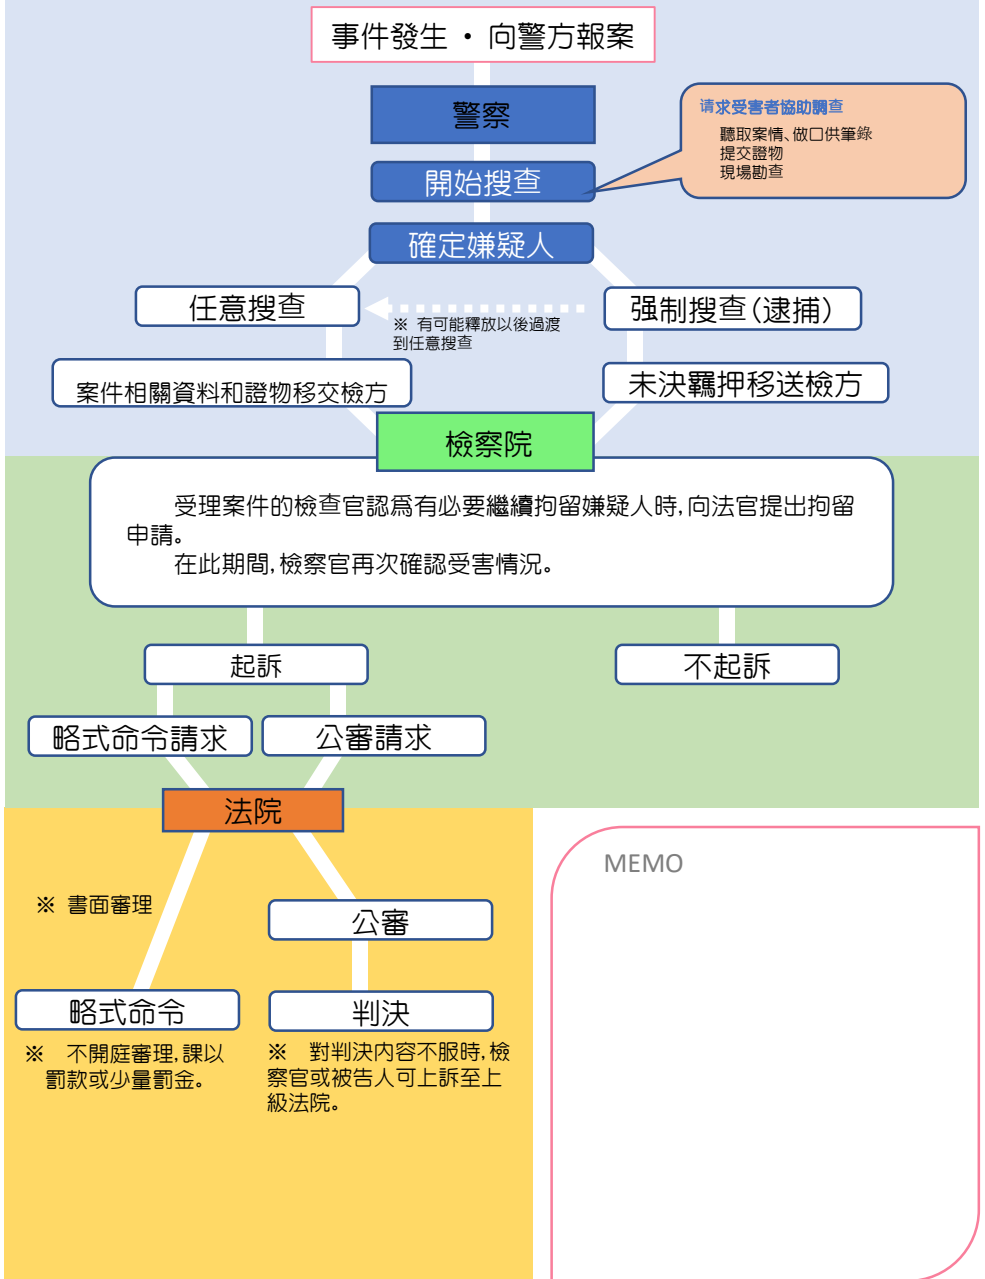 事件發生 ・ 向警方報案
警察
请求受害者協助調查
聽取案情、做口供筆錄
提交證物
現場勘查
開始搜查
確定嫌疑人
任意搜查
强制搜查(逮捕)
※ 有可能釋放以後過渡
到任意搜查
案件相關資料和證物移交檢方
未決羈押移送檢方
檢察院
受理案件的檢查官認爲有必要繼續拘留嫌疑人時,向法官提出拘留
申請。
在此期間,檢察官再次確認受害情況。
起訴
不起訴
略式命令請求
公審請求
法院
MEMO
※ 書面審理
公審
略式命令
判決
※ 不開庭審理,課以
罰款或少量罰金。
※ 對判決内容不服時,檢
察官或被告人可上訴至上
級法院。